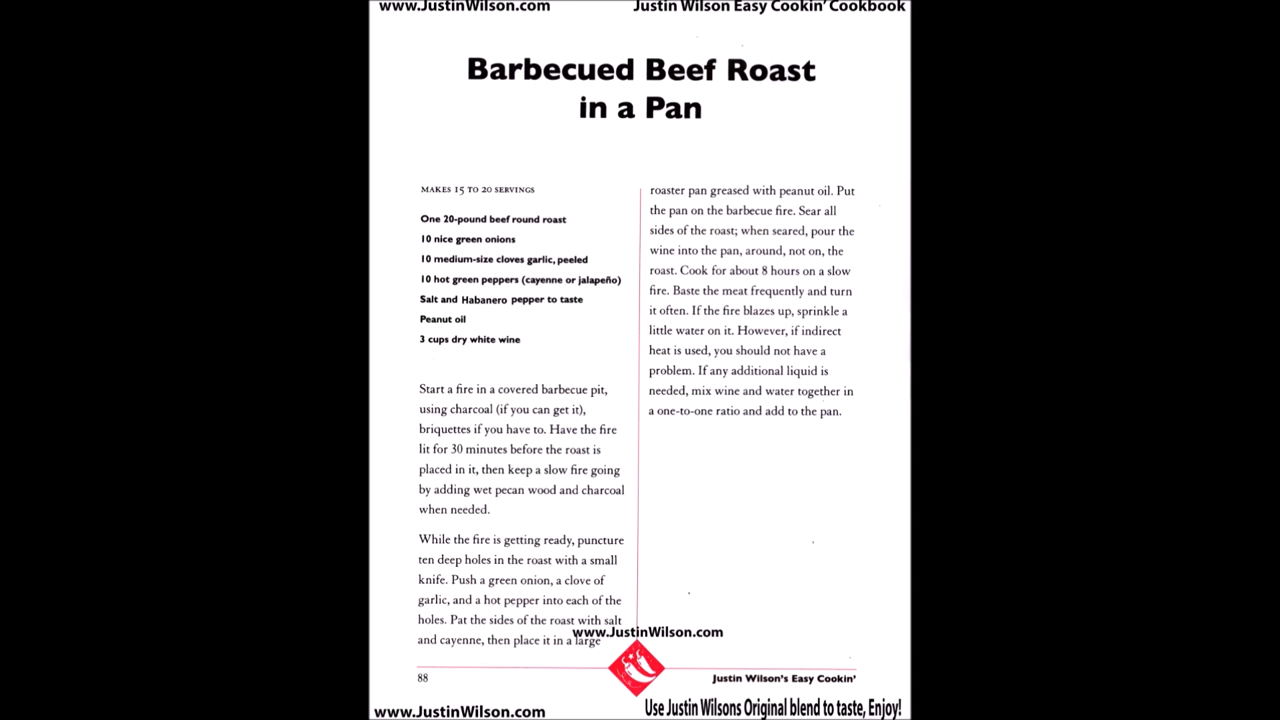 www.JustinWilson.com
Justin Wilson Easy Cookin' Cookbook
Barbecued Beef Roast
in a Pan
MAKES 15 TO 20 SERVINGS
One 20-pound beef round roast
10 nice green onions
10 medium-size cloves garlic, peeled
10 hot green peppers (cayenne or jalapeño)
Salt and Habanero pepper to taste
Peanut oil
3 cups dry white wine
Start a fire in a covered barbecue pit,
using charcoal (if you can get it),
briquettes if you have to. Have the fire
lit for 30 minutes before the roast is
placed in it, then keep a slow fire going
by adding wet pecan wood and charcoal
when needed.
While the fire is getting ready, puncture
ten deep holes in the roast with a small
knife. Push a green onion, a clove of
garlic, and a hot pepper into each of the
holes. Pat the sides of the roast with salt
and cayenne, then place it in a large
roaster pan greased with peanut oil. Put
the pan on the barbecue fire. Sear all
sides of the roast; when seared, pour the
wine into the pan, around, not on, the
roast. Cook for about 8 hours on a slow
fire. Baste the meat frequently and turn
it often. If the fire blazes up, sprinkle a
little water on it. However, if indirect
heat is used, you should not have a
problem. If any additional liquid is
needed, mix wine and water together in
a one-to-one ratio and add to the pan.
www.JustinWilson.com
88
Justin Wilson's Easy Cookin'
www.JustinWilson.com
Use Justin Wilsons Original blend to taste, Enjoy!